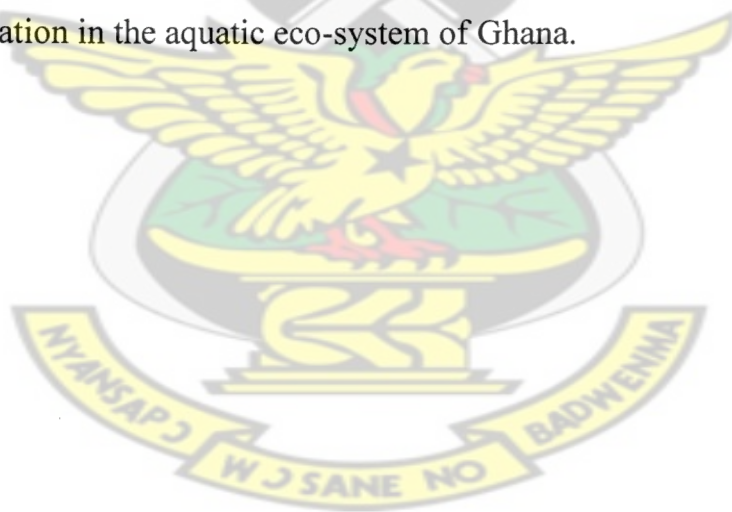 ation in the aquatic eco-system of Ghana.
NYANSAPƆ WƆSANE NO BADWENMA